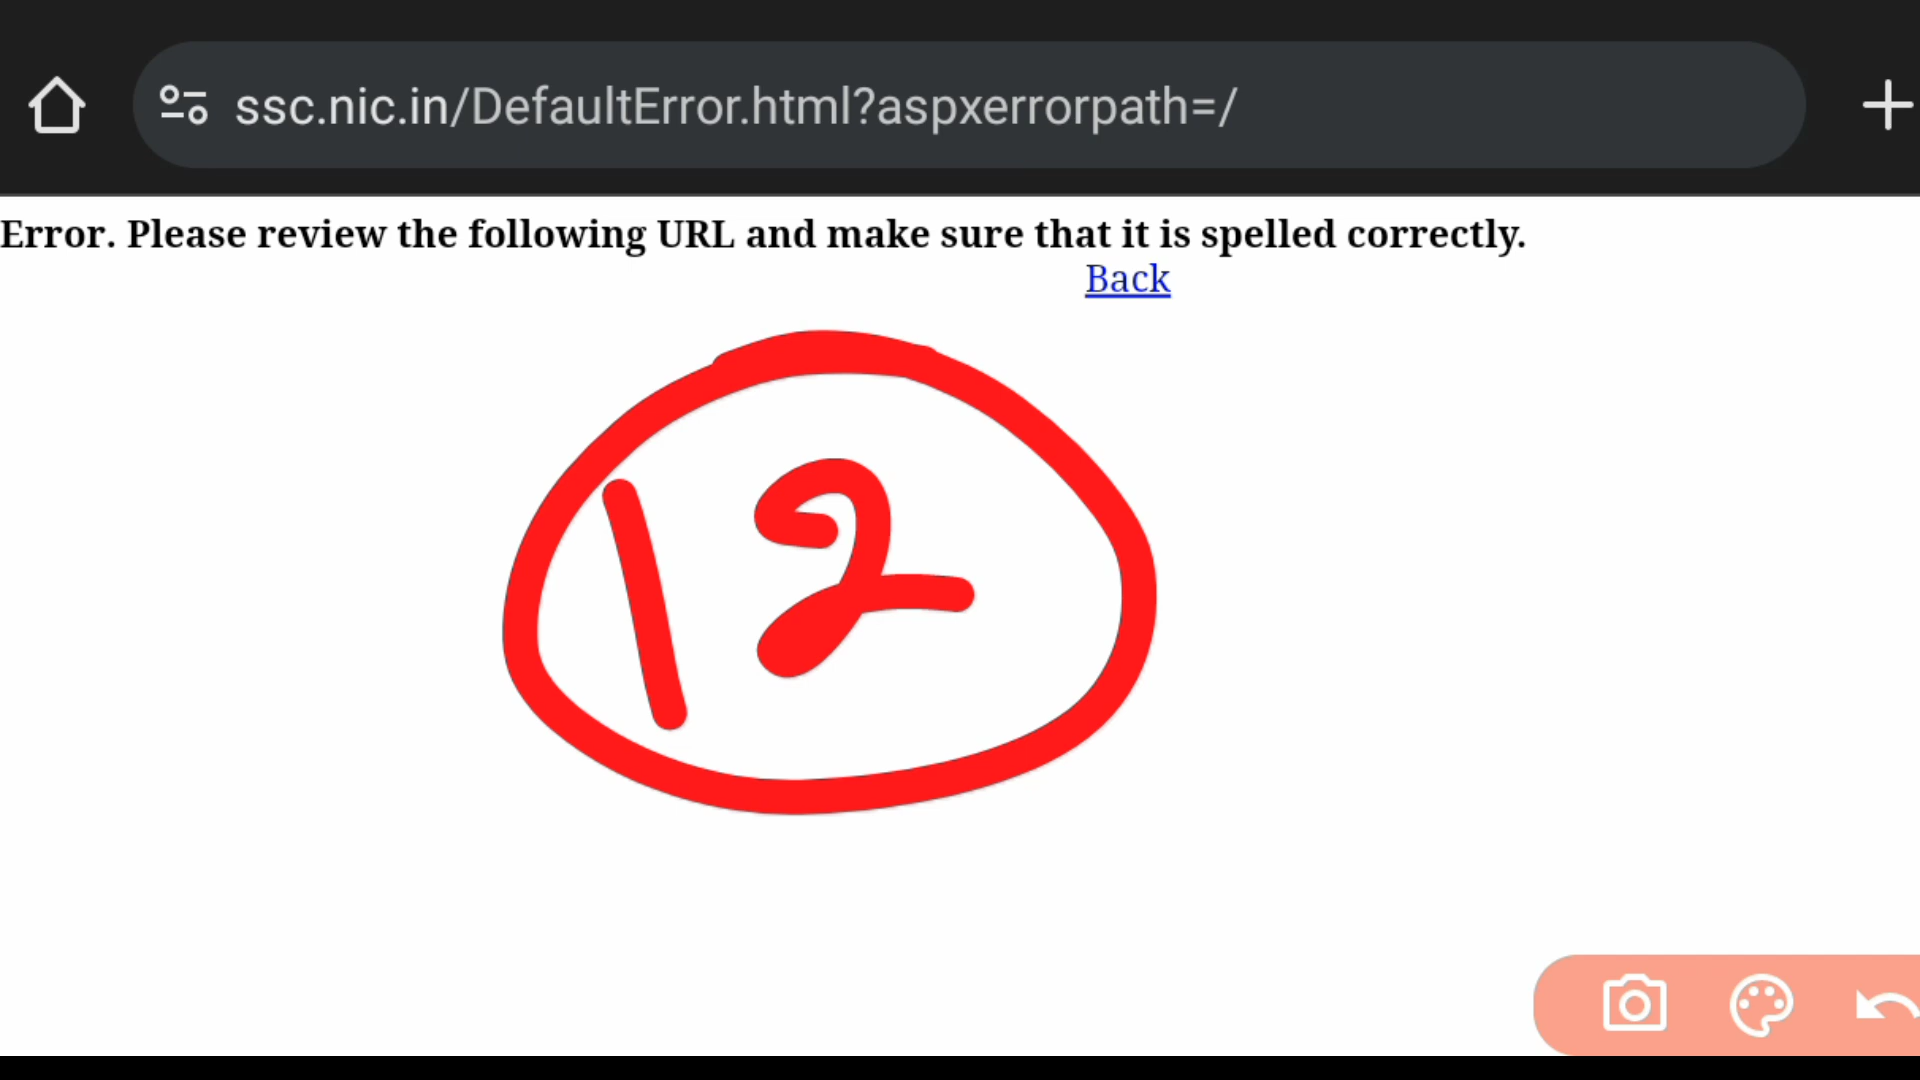 ssc.nic.in/DefaultError.html?aspxerrorpath=/
Error. Please review the following URL and make sure that it is spelled correctly.
Back
12